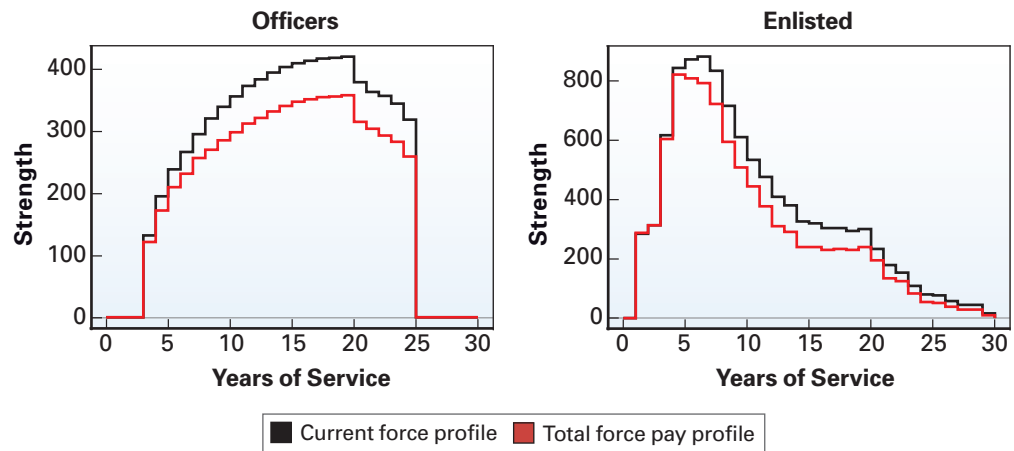 Officers
Strength
400
300
200
100
0
0 5 10 15 20 25 30
Years of Service
Enlisted
Strength
800
600
400
200
0
0 5 10 15 20 25 30
Years of Service
Current force profile Total force pay profile